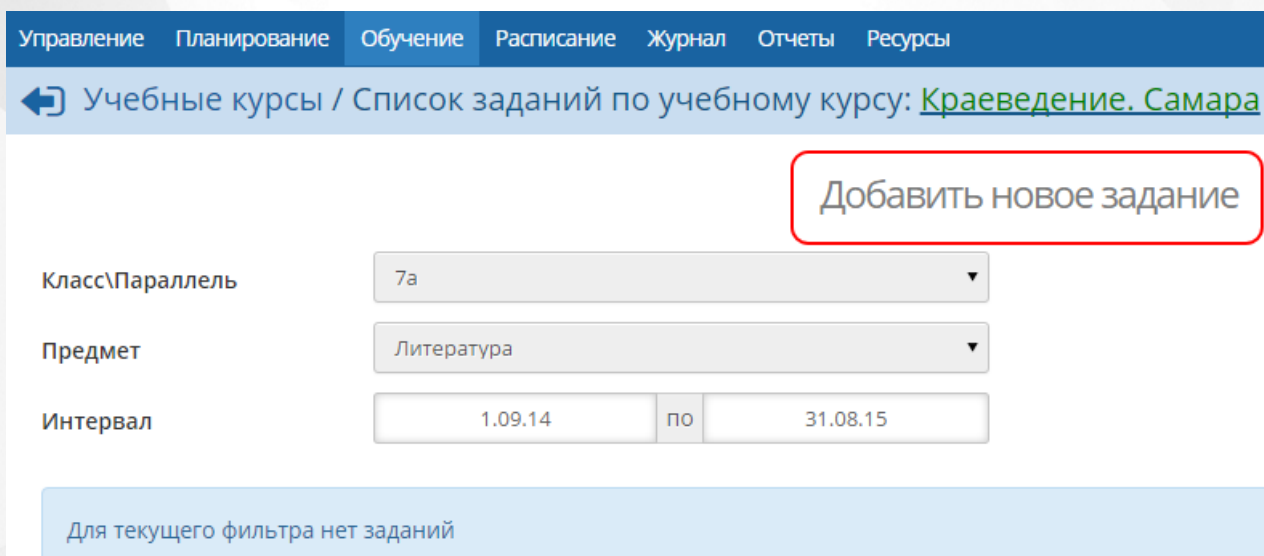 Управление Планирование Обучение Расписание Журнал Отчеты Ресурсы
Учебные курсы / Список заданий по учебному курсу: Краеведение. Самара
Добавить новое задание
Класс\Параллель 7а
Предмет Литература
Интервал 1.09.14 по 31.08.15
Для текущего фильтра нет заданий